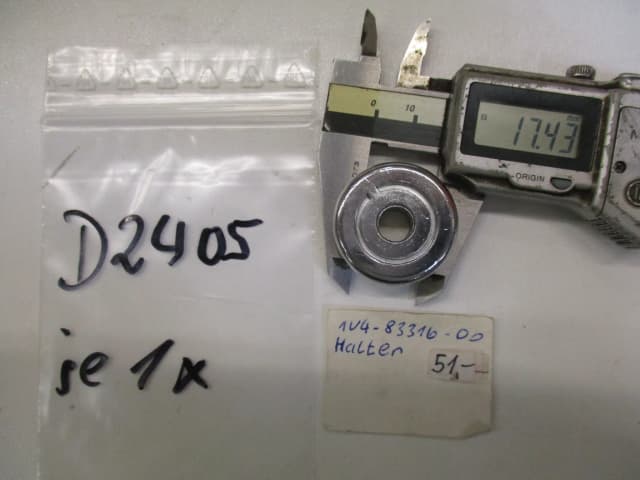 D2405
je 1x
0 10
17.43
ORIGIN
1V4-83316-00
Halter
51,--